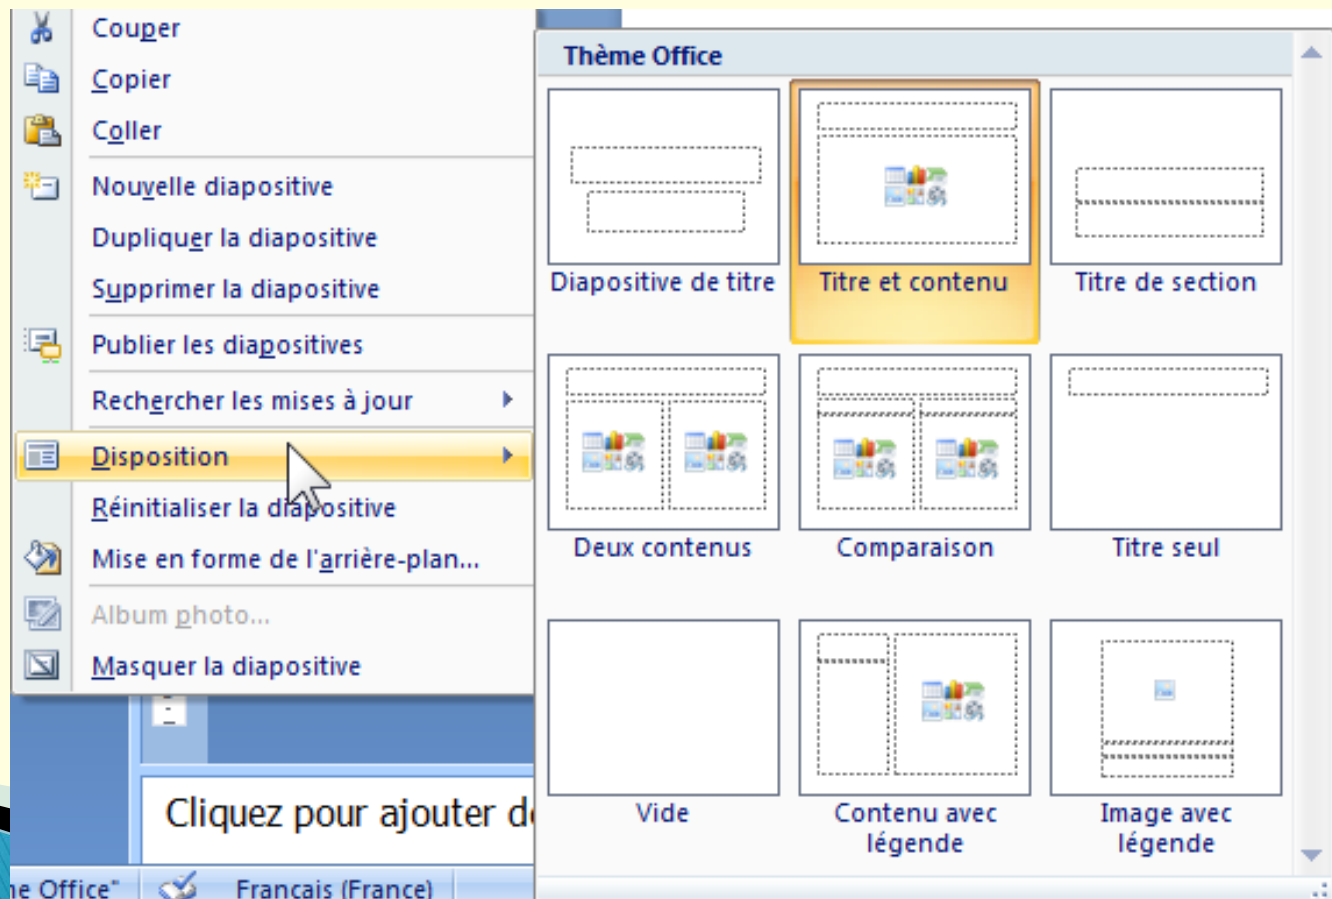 Couper
Copier
Coller
Nouvelle diapositive
Dupliquer la diapositive
Supprimer la diapositive
Publier les diapositives
Rechercher les mises à jour
Disposition
Réinitialiser la diapositive
Mise en forme de l'arrière-plan...
Album photo...
Masquer la diapositive
Thème Office
Diapositive de titre
Titre et contenu
Titre de section
Deux contenus
Comparaison
Titre seul
Vide
Contenu avec
légende
Image avec
légende
Cliquez pour ajouter
Office"
Français (France)